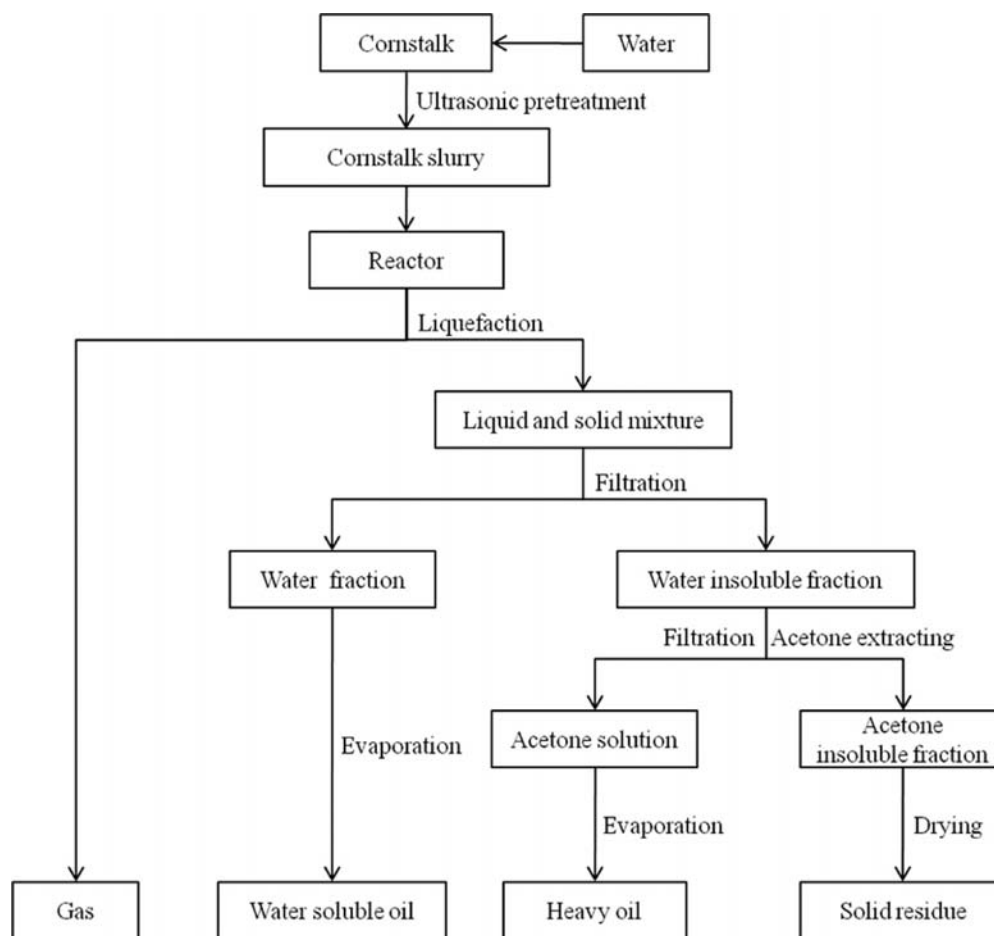 Cornstalk
Water
Ultrasonic pretreatment
Cornstalk slurry
Reactor
Liquefaction
Liquid and solid mixture
Filtration
Water fraction
Water insoluble fraction
Filtration
Acetone extracting
Acetone solution
Acetone
insoluble fraction
Evaporation
Evaporation
Drying
Gas
Water soluble oil
Heavy oil
Solid residue